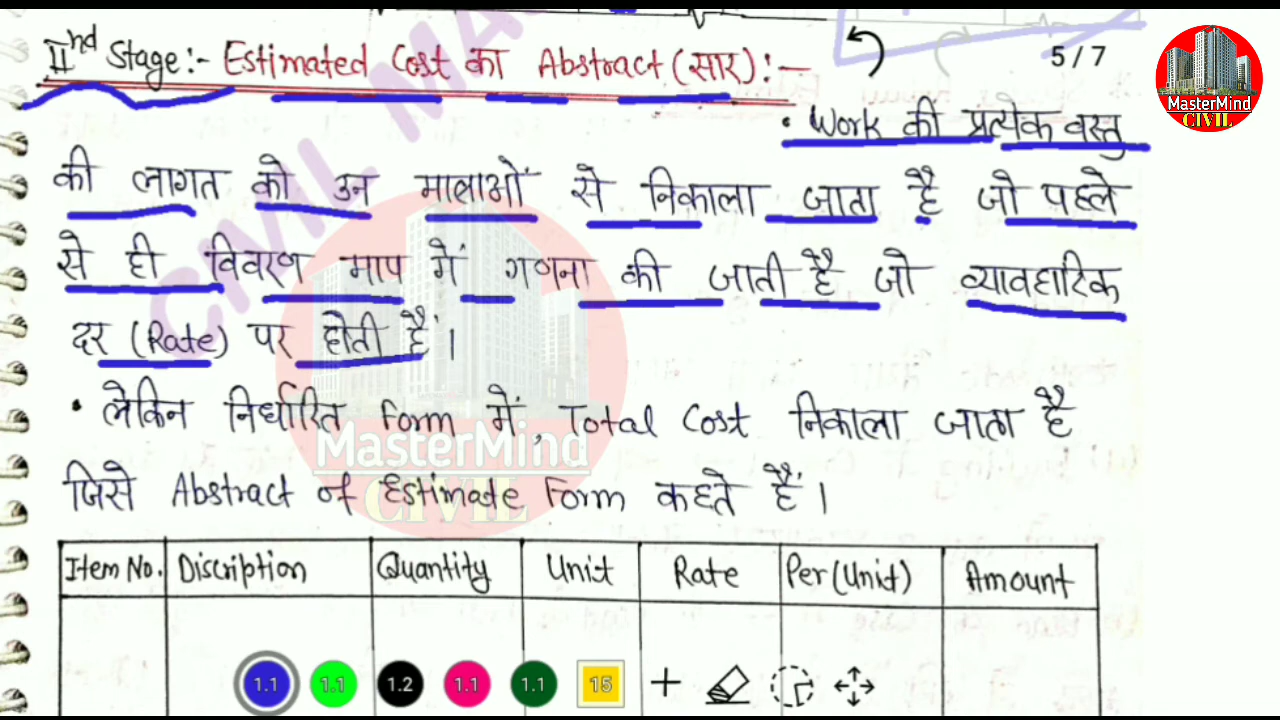 IInd Stage:- Estimated Cost का Abstract (सार) :-
5/7
MasterMind
CIVIL
• Work की प्रत्येक वस्तु
की लागत को उन मात्राओं से निकाला जाता है जो पहले
से ही विवरण माप में गणना की जाती है जो व्यावहारिक
दर (Rate) पर होती हैं।
• लेकिन निर्धारित Form में, Total Cost निकाला जाता है
जिसे Abstract of Estimate Form कहते हैं।
MasterMind
CIVIL
Item No. Discription Quantity Unit Rate Per (Unit) Amount
1.1 1.1 1.2 1.1 1.1 15